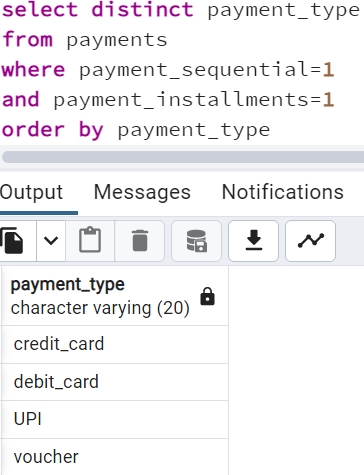 select distinct payment_type
from payments
where payment_sequential=1
and payment_installments=1
order by payment_type
Output Messages Notifications
payment_type
character varying (20)
credit_card
debit_card
UPI
voucher